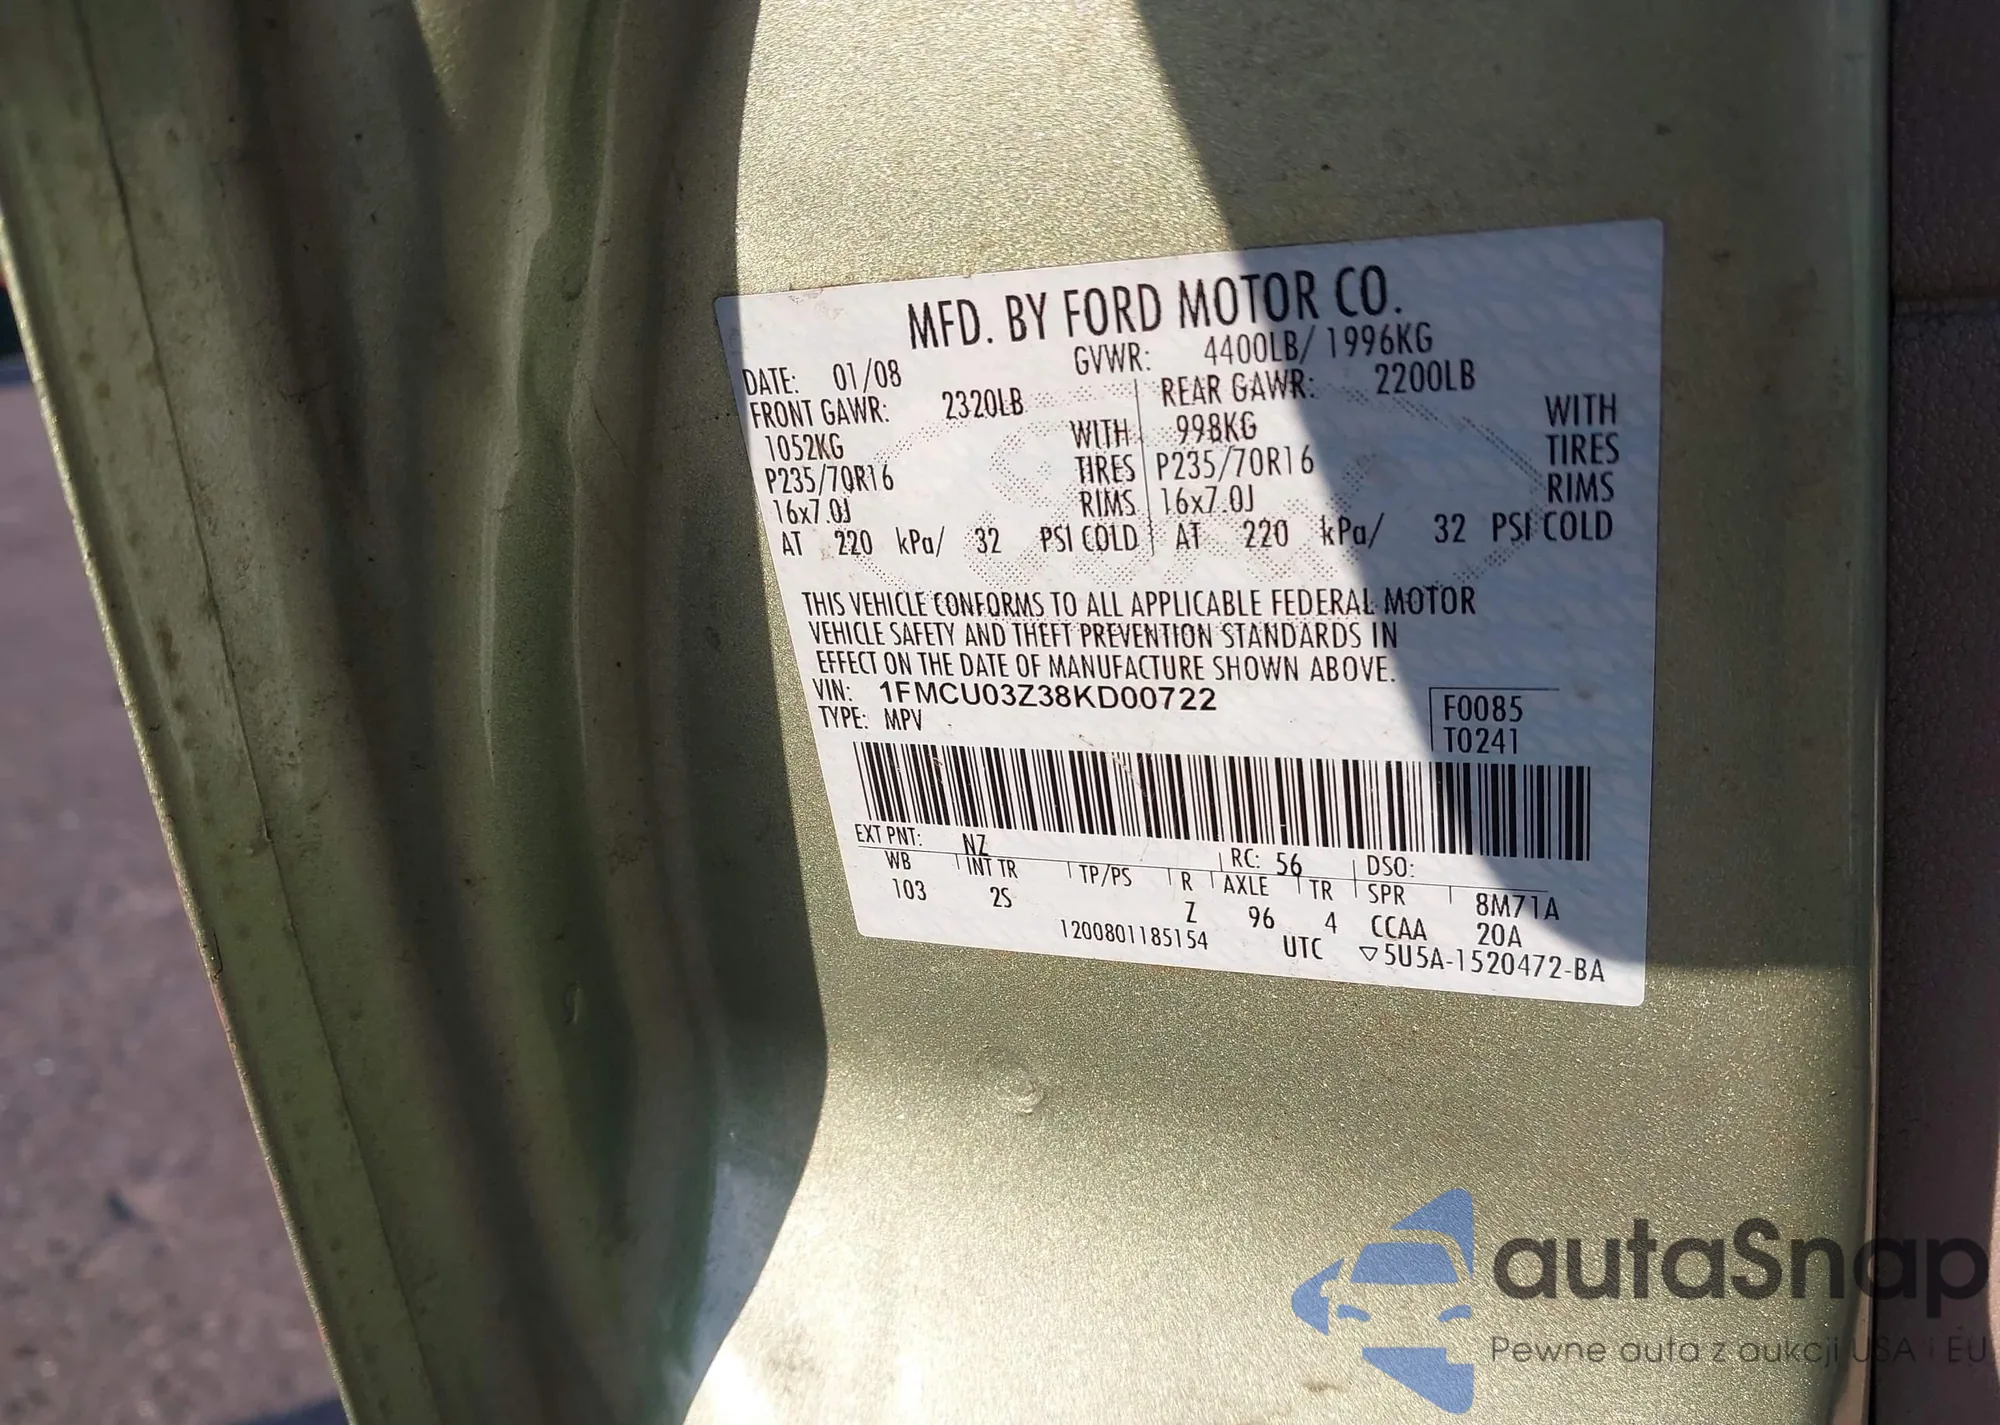 MFD. BY FORD MOTOR CO.
DATE: 01/08 GVWR: 4400LB/ 1996KG
FRONT GAWR: 2320LB REAR GAWR: 2200LB
1052KG WITH 998KG WITH
P235/70R16 TIRES P235/70R16 TIRES
16x7.0J RIMS 16x7.0J RIMS
AT 220 kPa/ 32 PSI COLD AT 220 kPa/ 32 PSI COLD
THIS VEHICLE CONFORMS TO ALL APPLICABLE FEDERAL MOTOR
VEHICLE SAFETY AND THEFT PREVENTION STANDARDS IN
EFFECT ON THE DATE OF MANUFACTURE SHOWN ABOVE.
VIN: 1FMCU03Z38KD00722
TYPE: MPV
F0085
T0241
EXT PNT: NZ RC: 56 DSO:
WB INT TR TP/PS R AXLE TR SPR 8M71A
103 2S Z 96 4 CCAA 20A
1200801185154 UTC ▽5U5A-1520472-BA
autaSnap
Pewne auta z aukcji USA i EU